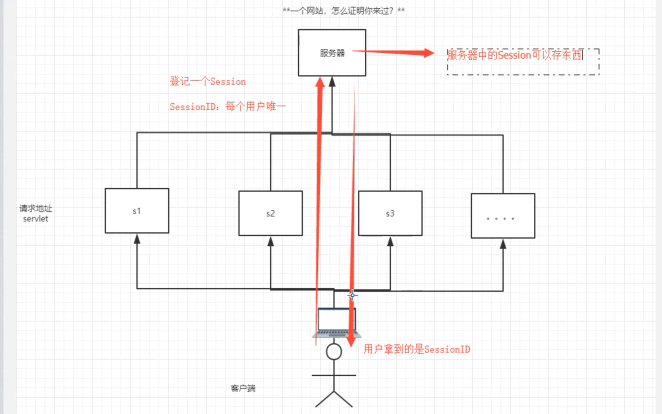 **一个网站，怎么证明你来过？**
服务器
服务器中的Session可以存东西
登记一个Session
SessionID：每个用户唯一
请求地址
servlet
s1
s2
s3
....
用户拿到的是SessionID
客户端